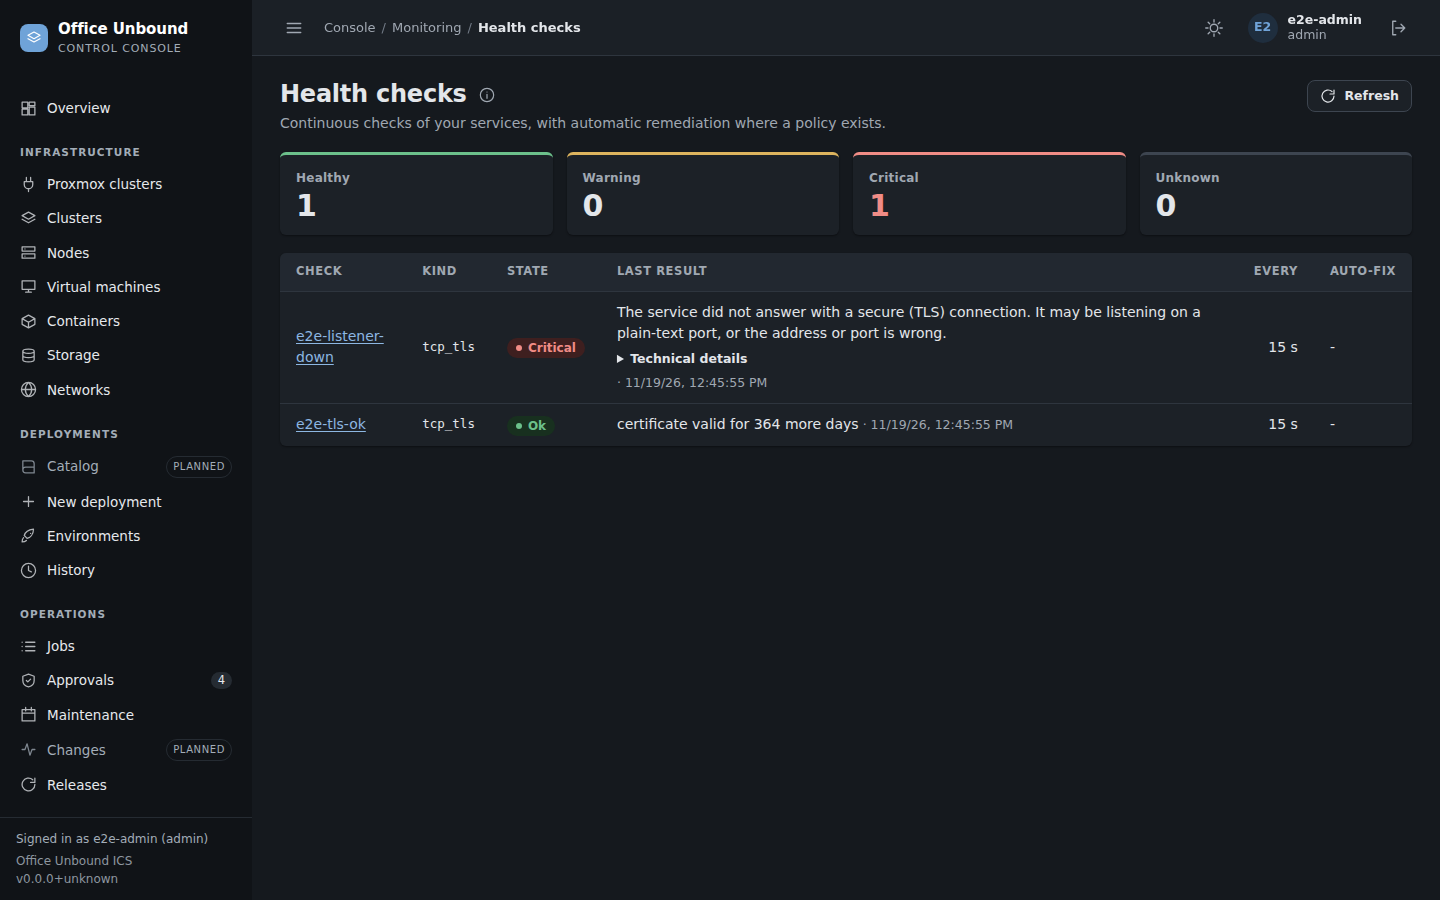 Office Unbound
CONTROL CONSOLE
Overview
INFRASTRUCTURE
Proxmox clusters
Clusters
Nodes
Virtual machines
Containers
Storage
Networks
DEPLOYMENTS
Catalog PLANNED
New deployment
Environments
History
OPERATIONS
Jobs
Approvals 4
Maintenance
Changes PLANNED
Releases
Signed in as e2e-admin (admin)
Office Unbound ICS
v0.0.0+unknown
Console / Monitoring / Health checks
E2 e2e-admin
admin
Health checks
Refresh
Continuous checks of your services, with automatic remediation where a policy exists.
Healthy
1
Warning
0
Critical
1
Unknown
0
CHECK KIND STATE LAST RESULT EVERY AUTO-FIX
e2e-listener-
down
tcp_tls
Critical
The service did not answer with a secure (TLS) connection. It may be listening on a
plain-text port, or the address or port is wrong.
Technical details
· 11/19/26, 12:45:55 PM
15 s
-
e2e-tls-ok tcp_tls Ok certificate valid for 364 more days · 11/19/26, 12:45:55 PM 15 s -